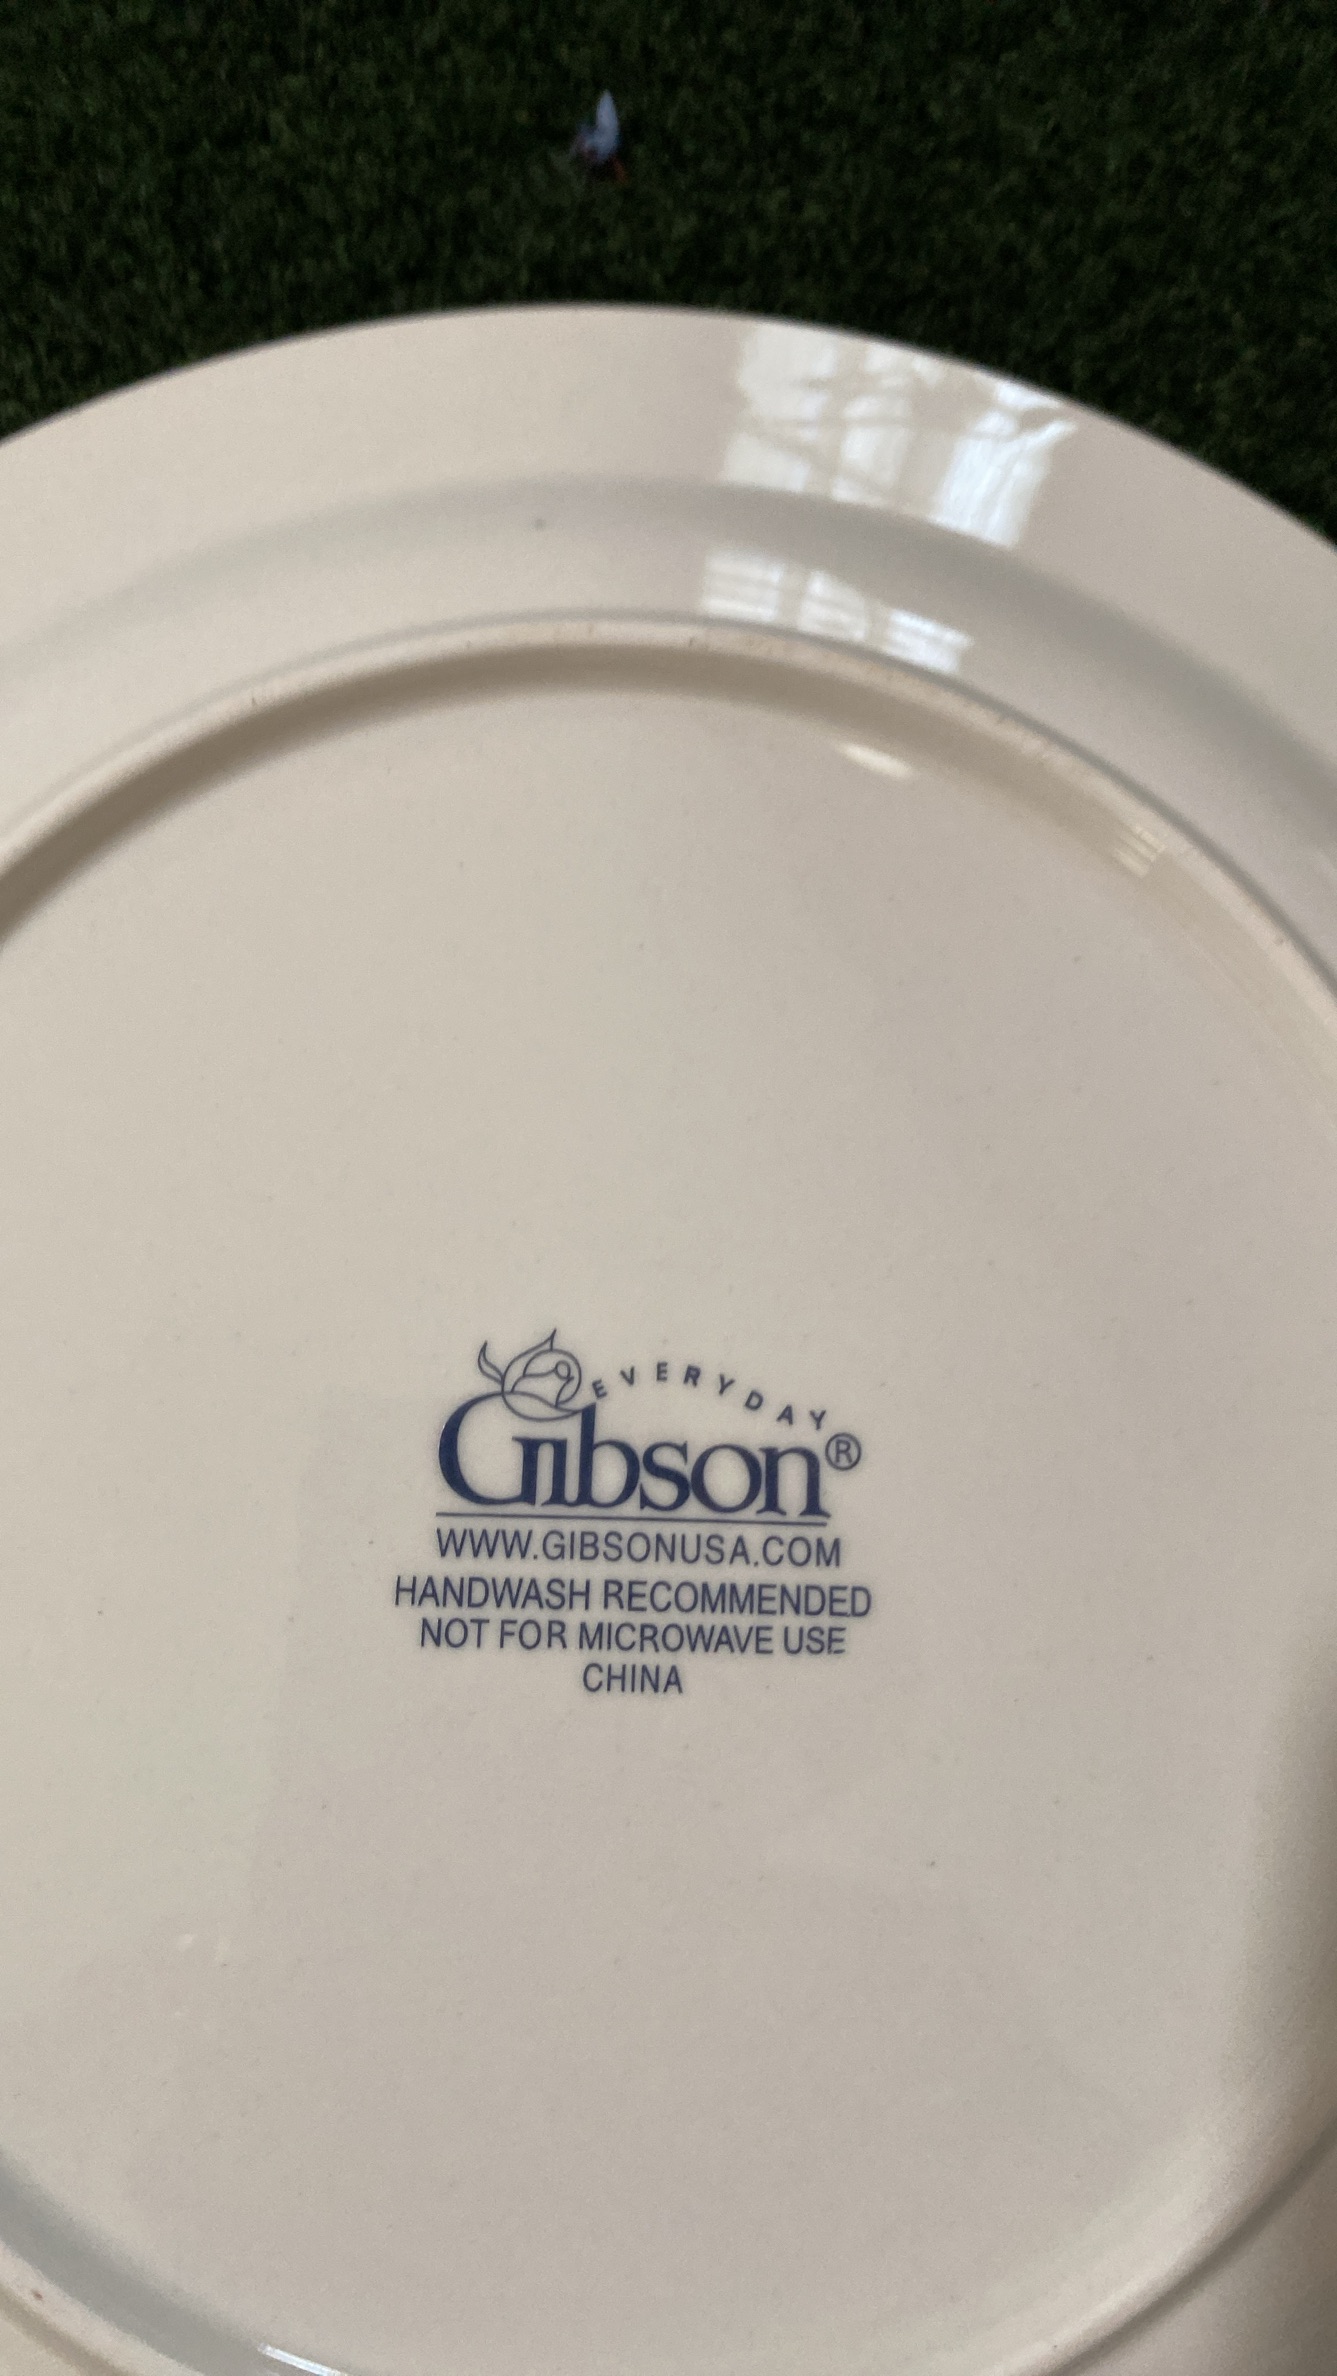 EVERYDAY
Gibson®
WWW.GIBSONUSA.COM
HANDWASH RECOMMENDED
NOT FOR MICROWAVE USE
CHINA